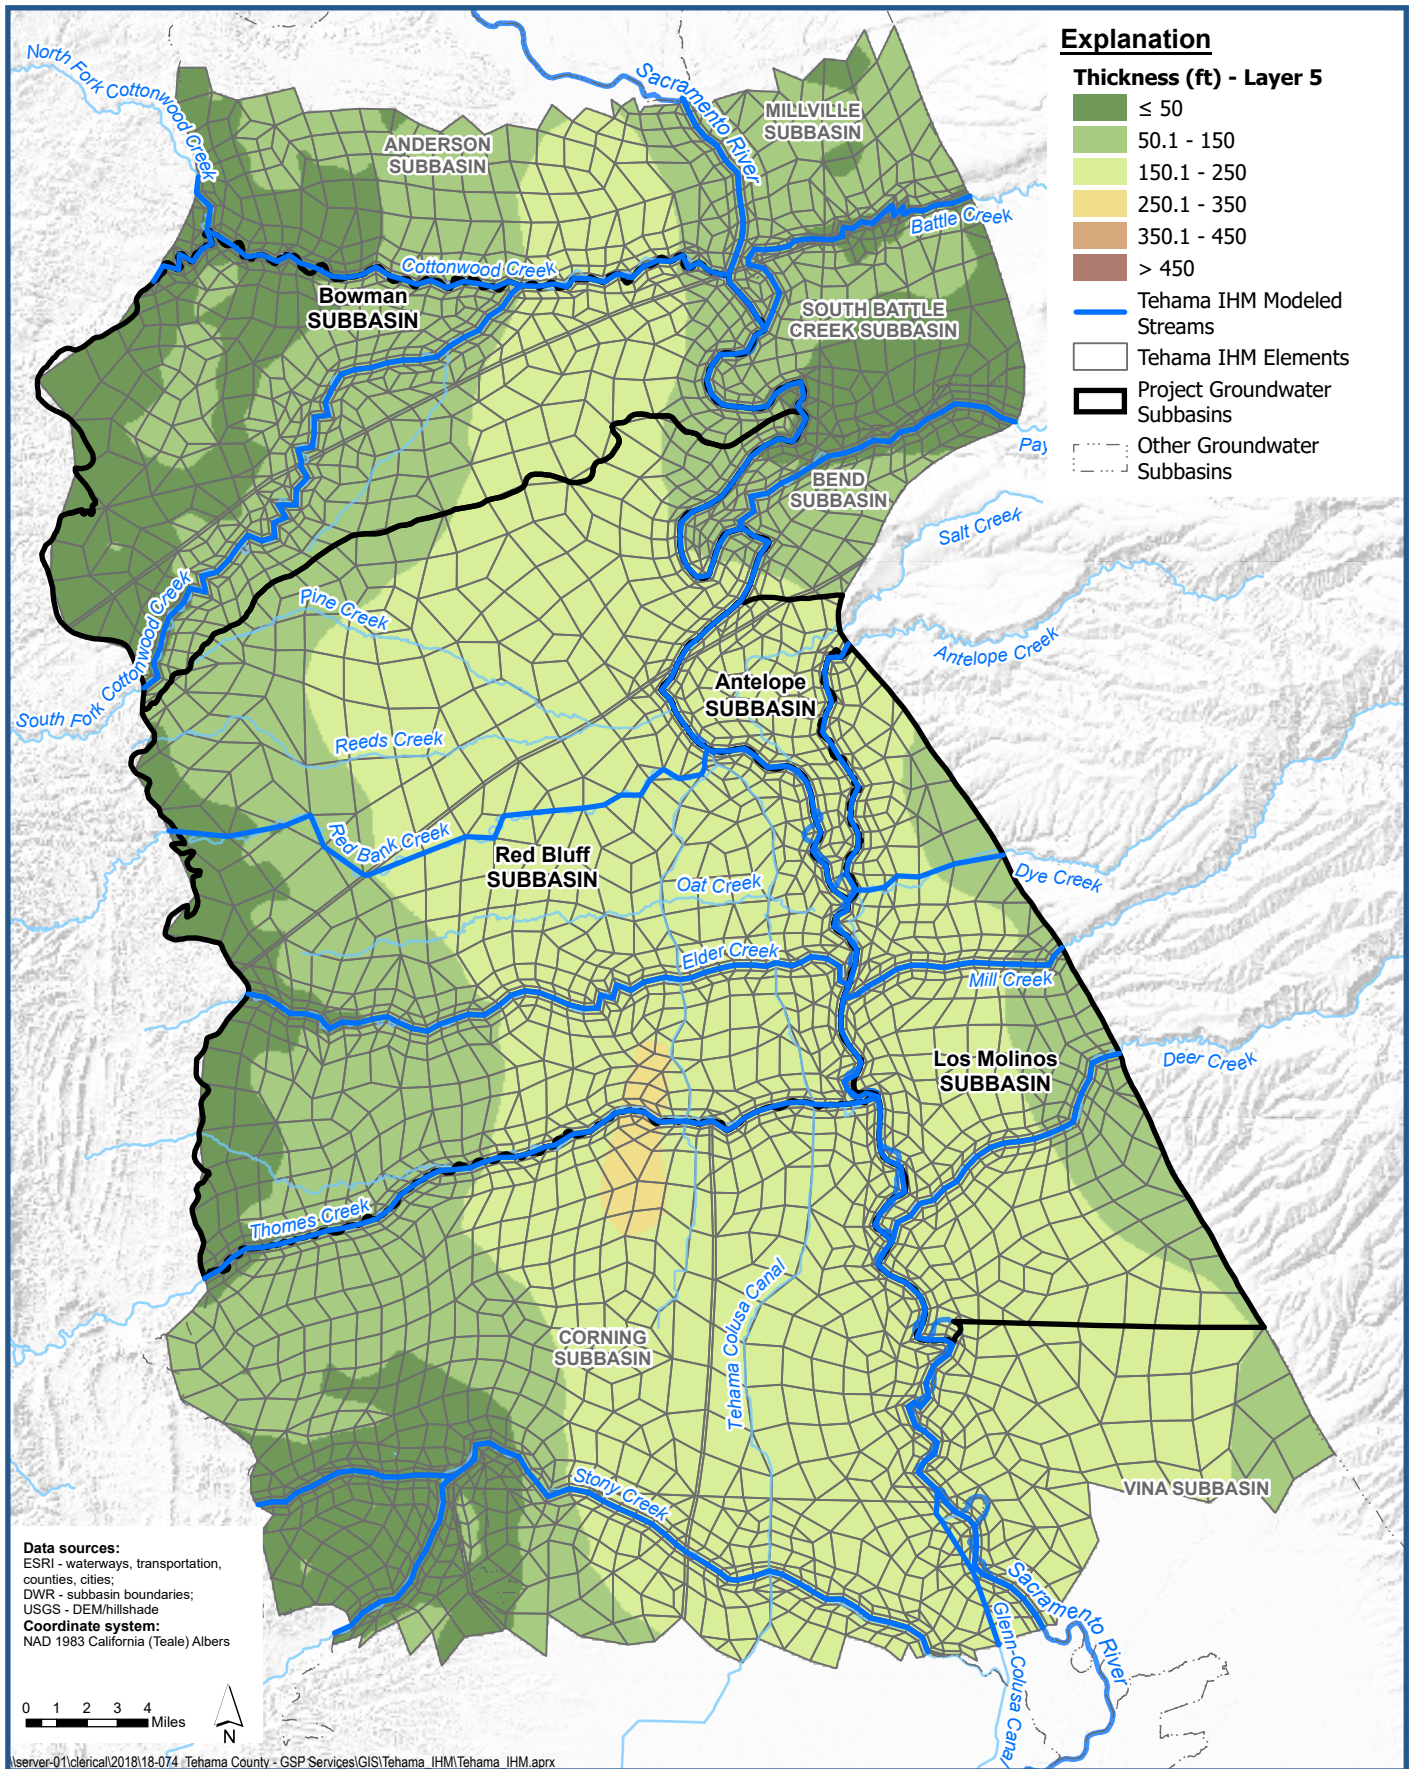 Explanation
Thickness (ft) - Layer 5
≤ 50
50.1 - 150
150.1 - 250
250.1 - 350
350.1 - 450
> 450
Tehama IHM Modeled
Streams
Tehama IHM Elements
Project Groundwater
Subbasins
Other Groundwater
Subbasins
North Fork Cottonwood Creek
Sacramento River
MILLVILLE
SUBBASIN
ANDERSON
SUBBASIN
Battle Creek
Cottonwood Creek
Bowman
SUBBASIN
SOUTH BATTLE
CREEK SUBBASIN
Pay
BEND
SUBBASIN
Salt Creek
Pine Creek
Antelope Creek
South Fork Cottonwood Creek
Antelope
SUBBASIN
Reeds Creek
Red Bank Creek
Red Bluff
SUBBASIN
Oat Creek
Dye Creek
Elder Creek
Mill Creek
Los Molinos
SUBBASIN
Deer Creek
Thomes Creek
Tehama Colusa Canal
CORNING
SUBBASIN
Stony Creek
VINA SUBBASIN
Sacramento River
Glenn-Colusa Canal
Data sources:
ESRI - waterways, transportation,
counties, cities;
DWR - subbasin boundaries;
USGS - DEM/hillshade
Coordinate system:
NAD 1983 California (Teale) Albers
0 1 2 3 4
Miles
N
\\server-01\clerical\2018\18-074_Tehama County - GSP Services\GIS\Tehama_IHM\Tehama_IHM.aprx